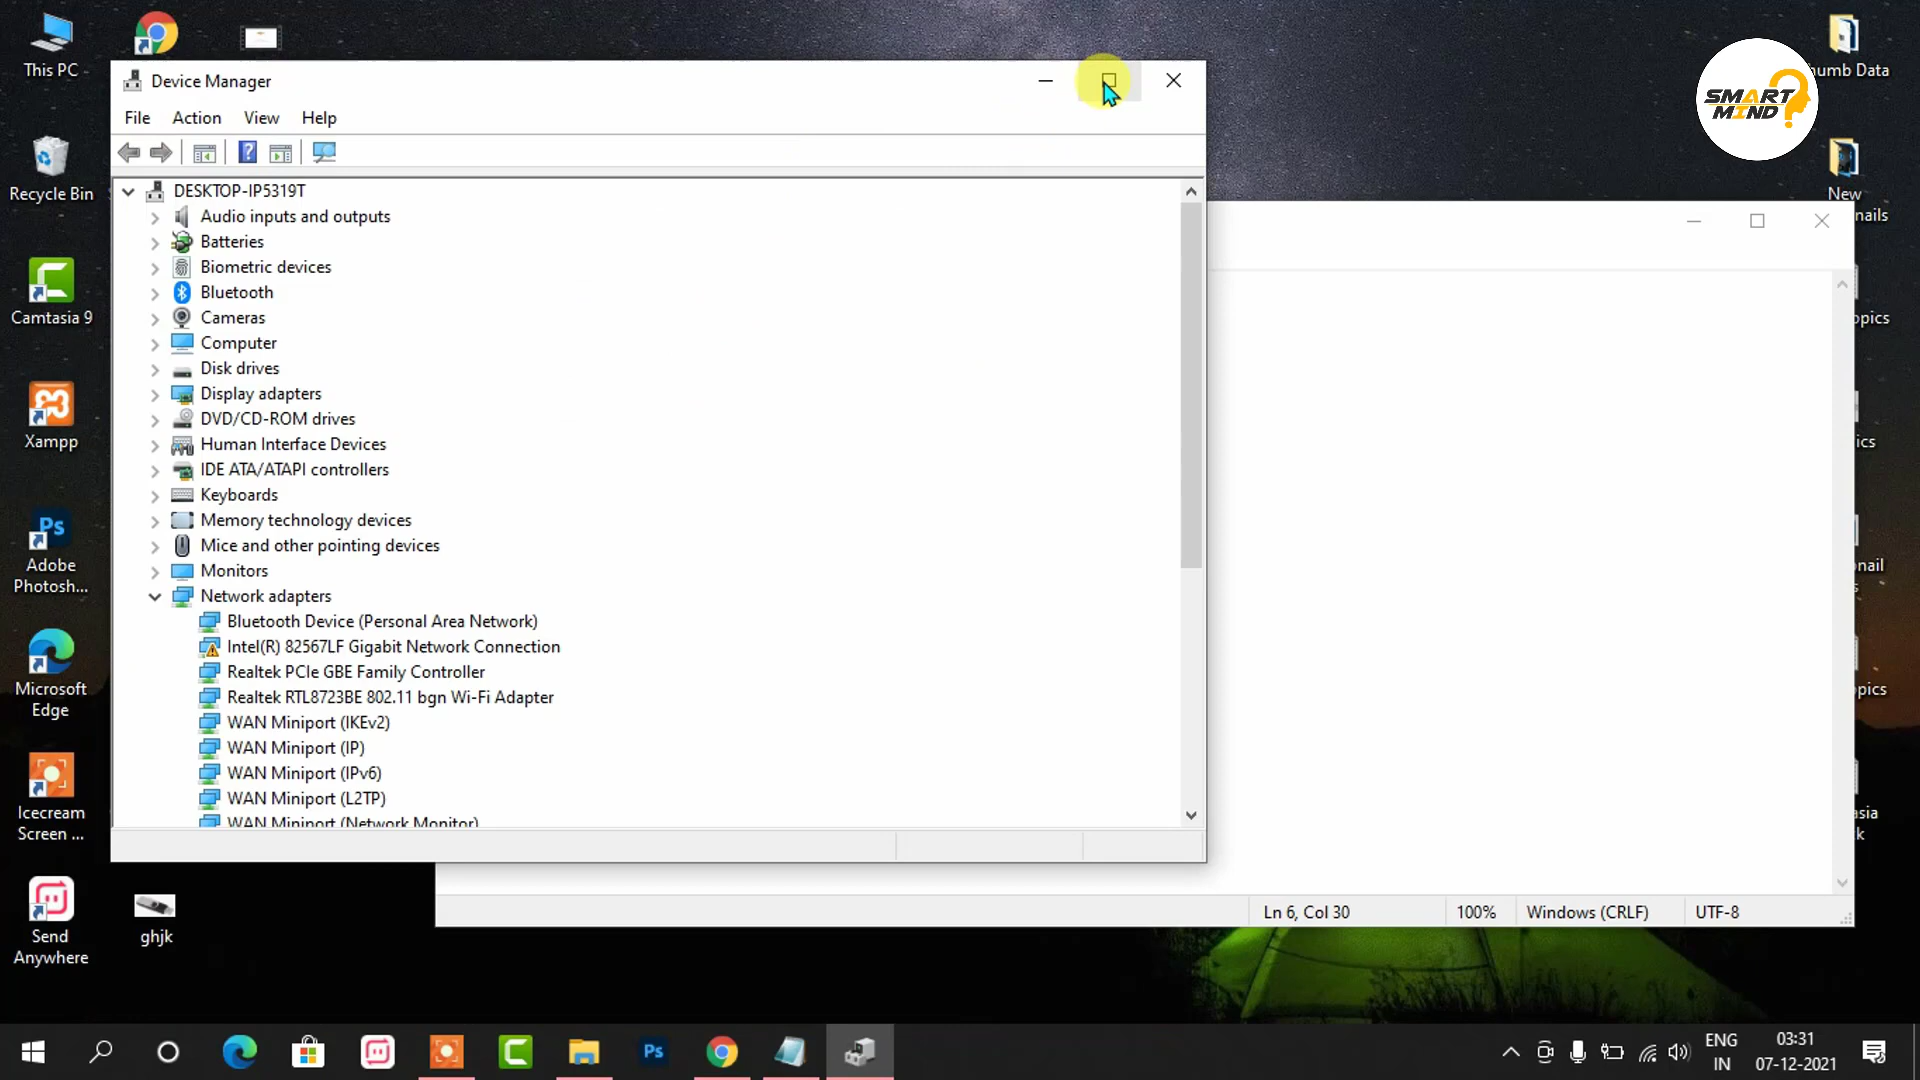 This PC
Recycle Bin
Camtasia 9
Xampp
Ps
Adobe
Photosh...
Microsoft
Edge
Icecream
Screen ...
Send
Anywhere
ghjk
Device Manager
File Action View Help
DESKTOP-IP5319T
Audio inputs and outputs
Batteries
Biometric devices
Bluetooth
Cameras
Computer
Disk drives
Display adapters
DVD/CD-ROM drives
Human Interface Devices
IDE ATA/ATAPI controllers
Keyboards
Memory technology devices
Mice and other pointing devices
Monitors
Network adapters
Bluetooth Device (Personal Area Network)
Intel(R) 82567LF Gigabit Network Connection
Realtek PCIe GBE Family Controller
Realtek RTL8723BE 802.11 bgn Wi-Fi Adapter
WAN Miniport (IKEv2)
WAN Miniport (IP)
WAN Miniport (IPv6)
WAN Miniport (L2TP)
WAN Miniport (Network Monitor)
Ln 6, Col 30 100% Windows (CRLF) UTF-8
SMART
MIND
humb Data
New
nails
opics
ics
nail
opics
asia
k
Ps
ENG
IN
03:31
07-12-2021